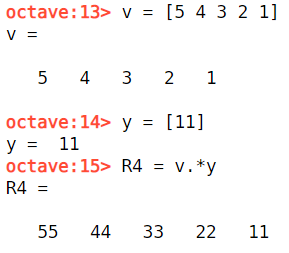 octave:13> v = [5 4 3 2 1]
v =
5 4 3 2 1
octave:14> y = [11]
y = 11
octave:15> R4 = v.*y
R4 =
55 44 33 22 11